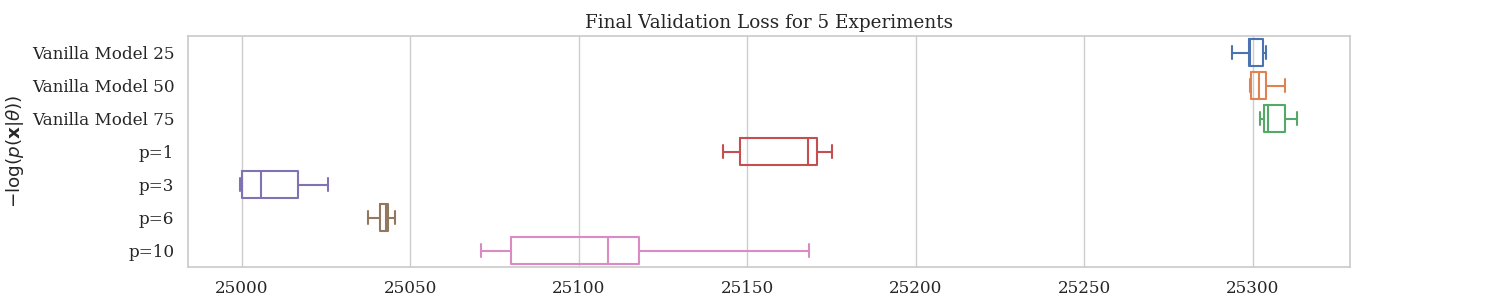 Final Validation Loss for 5 Experiments
−log(p(x|θ))
Vanilla Model 25
Vanilla Model 50
Vanilla Model 75
p=1
p=3
p=6
p=10
25000 25050 25100 25150 25200 25250 25300